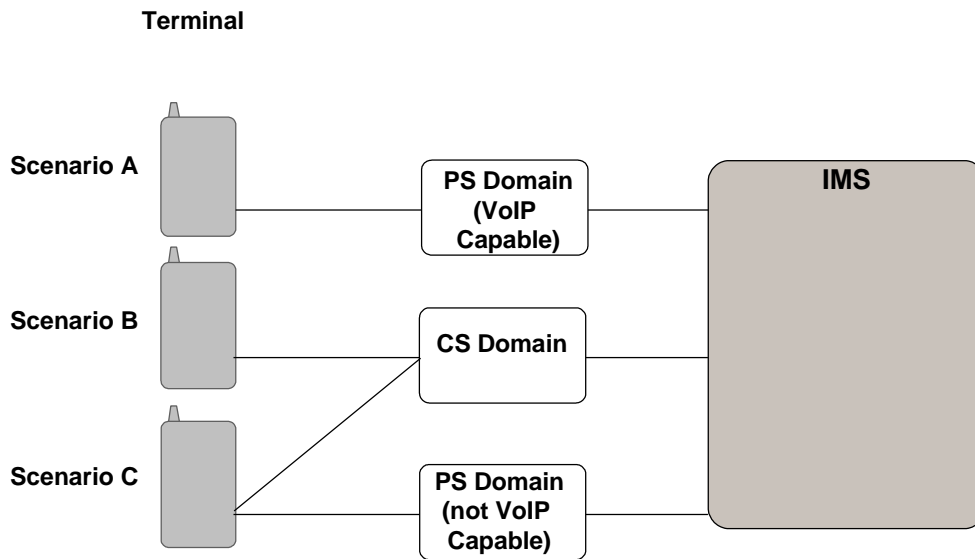 Terminal
Scenario A
PS Domain
(VoIP
Capable)
IMS
Scenario B
CS Domain
Scenario C
PS Domain
(not VoIP
Capable)